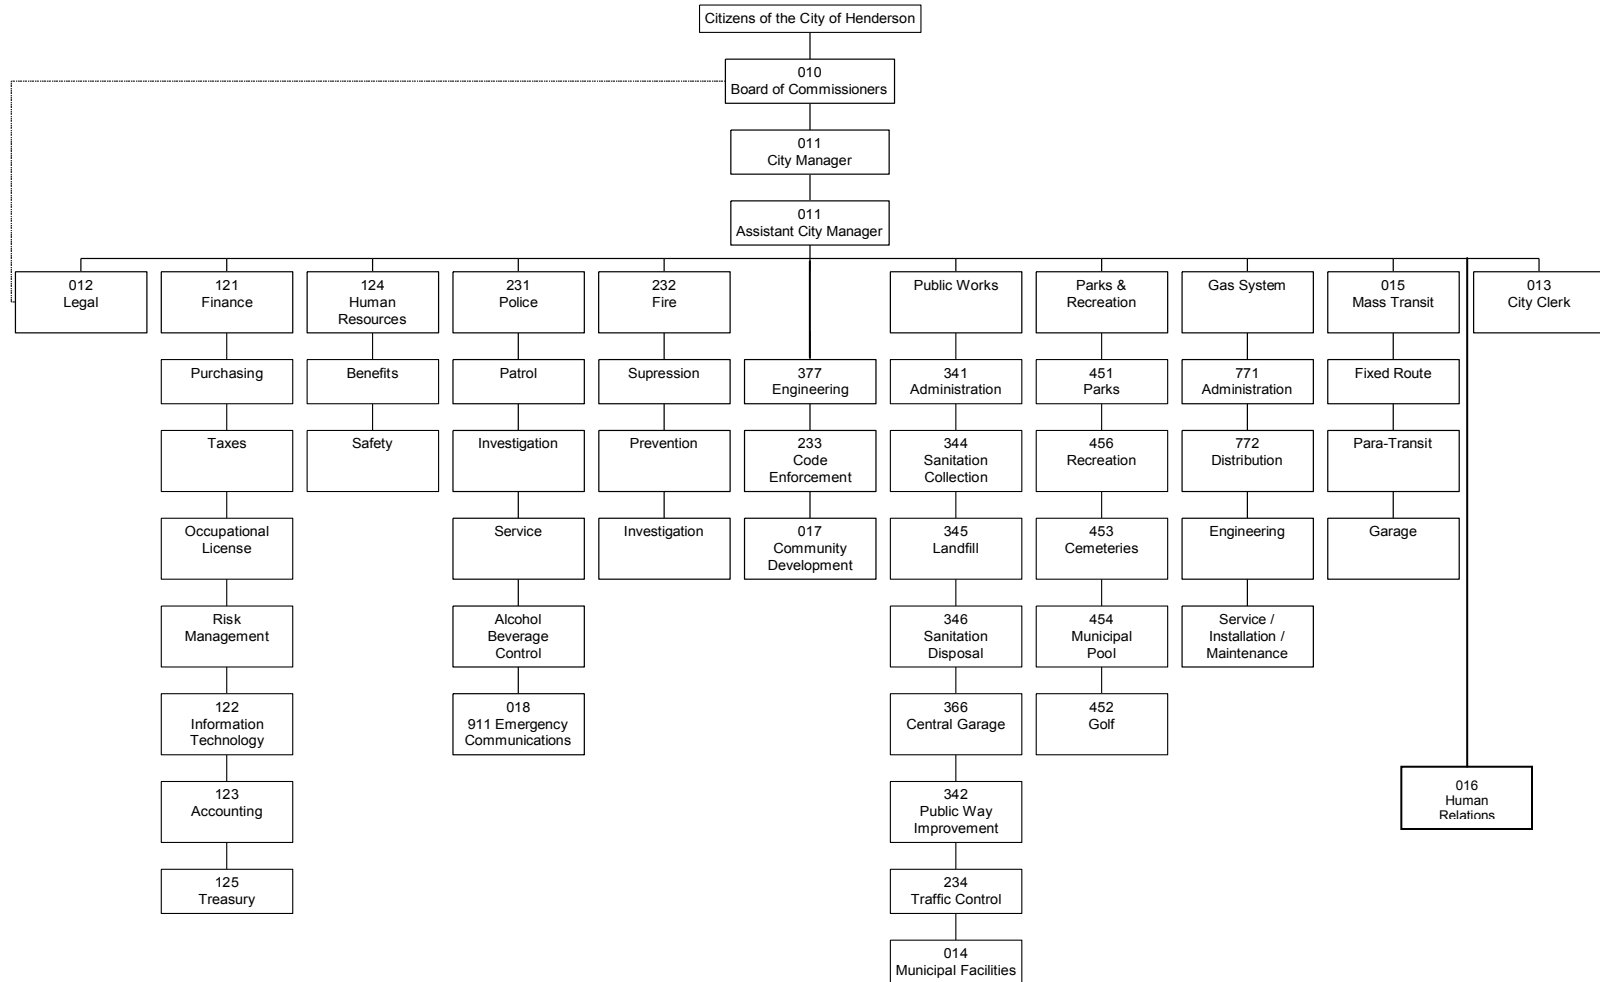 Citizens of the City of Henderson
010
Board of Commissioners
011
City Manager
011
Assistant City Manager
012
Legal
121
Finance
124
Human
Resources
231
Police
232
Fire
Public Works
Parks &
Recreation
Gas System
015
Mass Transit
013
City Clerk
Purchasing
Benefits
Patrol
Supression
377
Engineering
341
Administration
451
Parks
771
Administration
Fixed Route
Taxes
Safety
Investigation
Prevention
233
Code
Enforcement
344
Sanitation
Collection
456
Recreation
772
Distribution
Para-Transit
Occupational
License
Service
Investigation
017
Community
Development
345
Landfill
453
Cemeteries
Engineering
Garage
Risk
Management
Alcohol
Beverage
Control
346
Sanitation
Disposal
454
Municipal
Pool
Service /
Installation /
Maintenance
122
Information
Technology
018
911 Emergency
Communications
366
Central Garage
452
Golf
016
Human
Relations
123
Accounting
342
Public Way
Improvement
125
Treasury
234
Traffic Control
014
Municipal Facilities